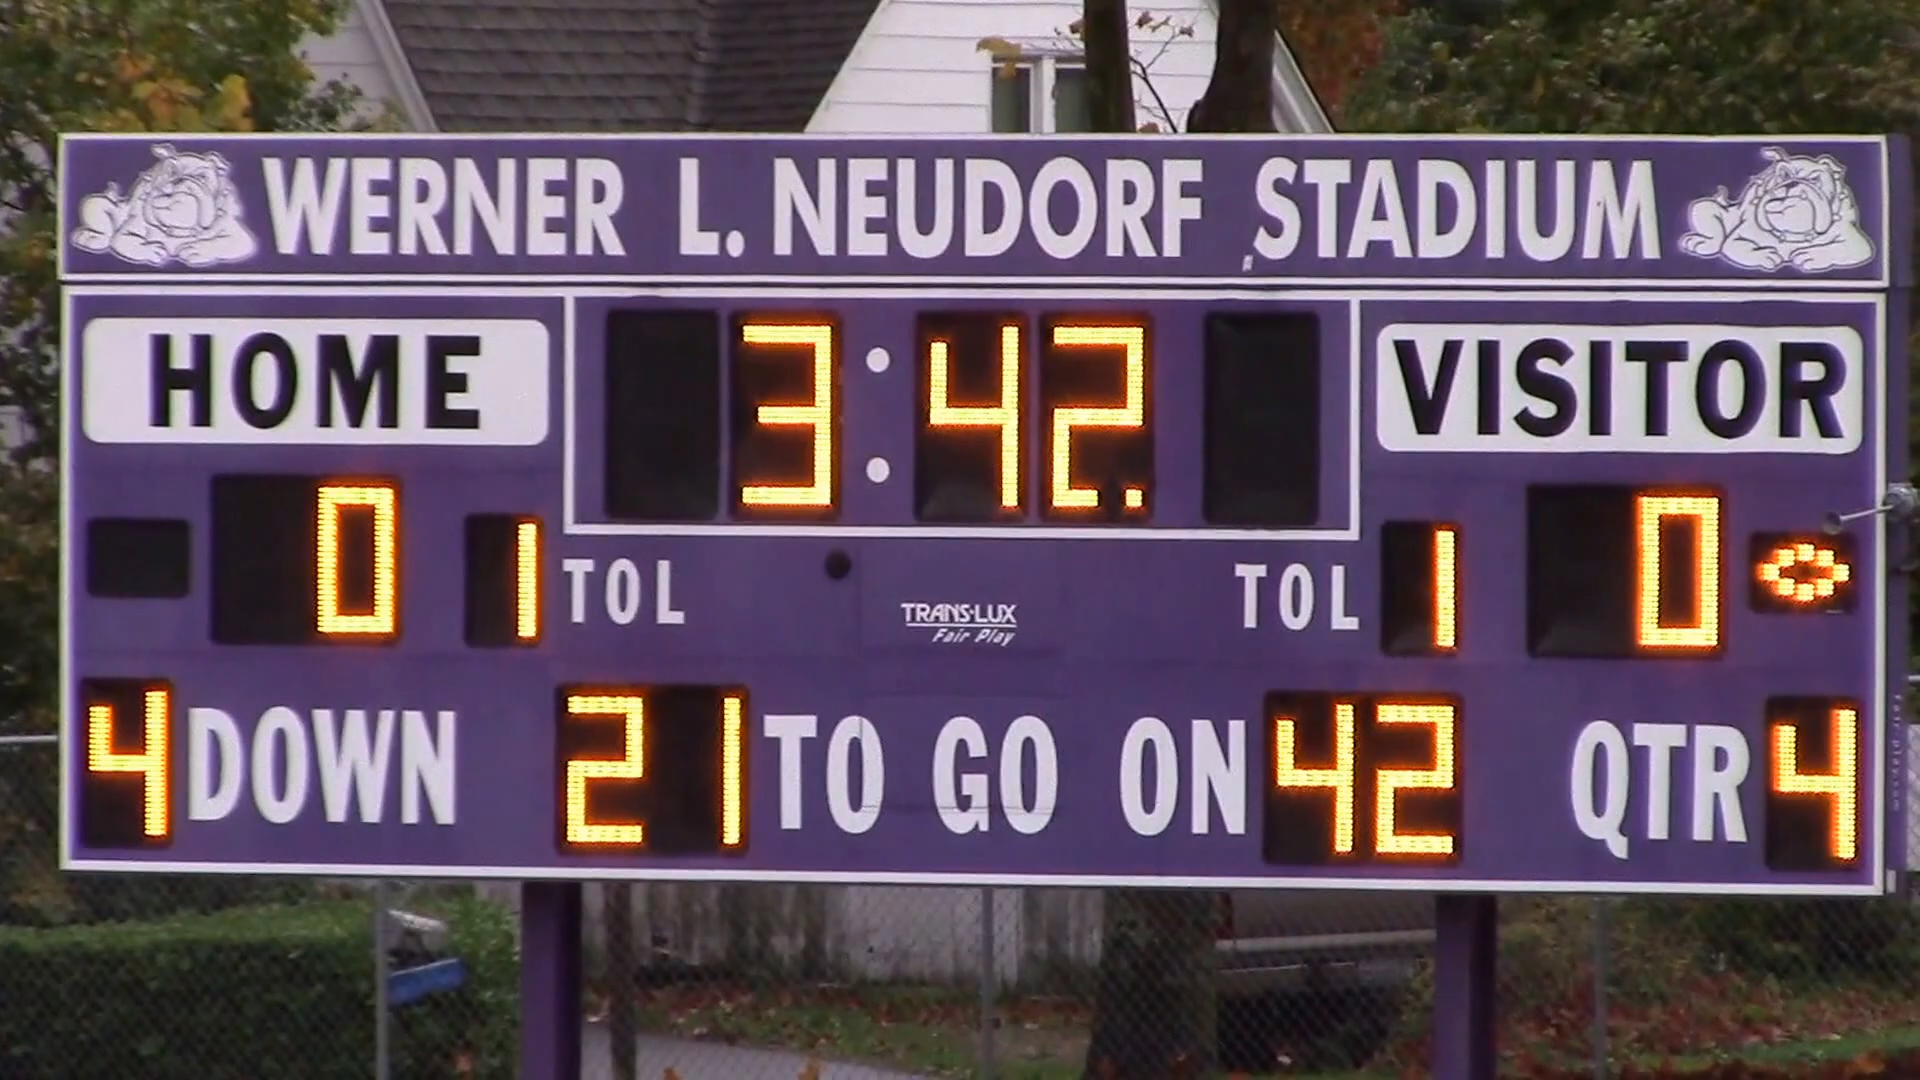 WERNER L. NEUDORF STADIUM
HOME 3:42. VISITOR
0 1 TOL TOL 1 0
TRANS·LUX
Fair Play
4 DOWN 21 TO GO ON 42 QTR 4